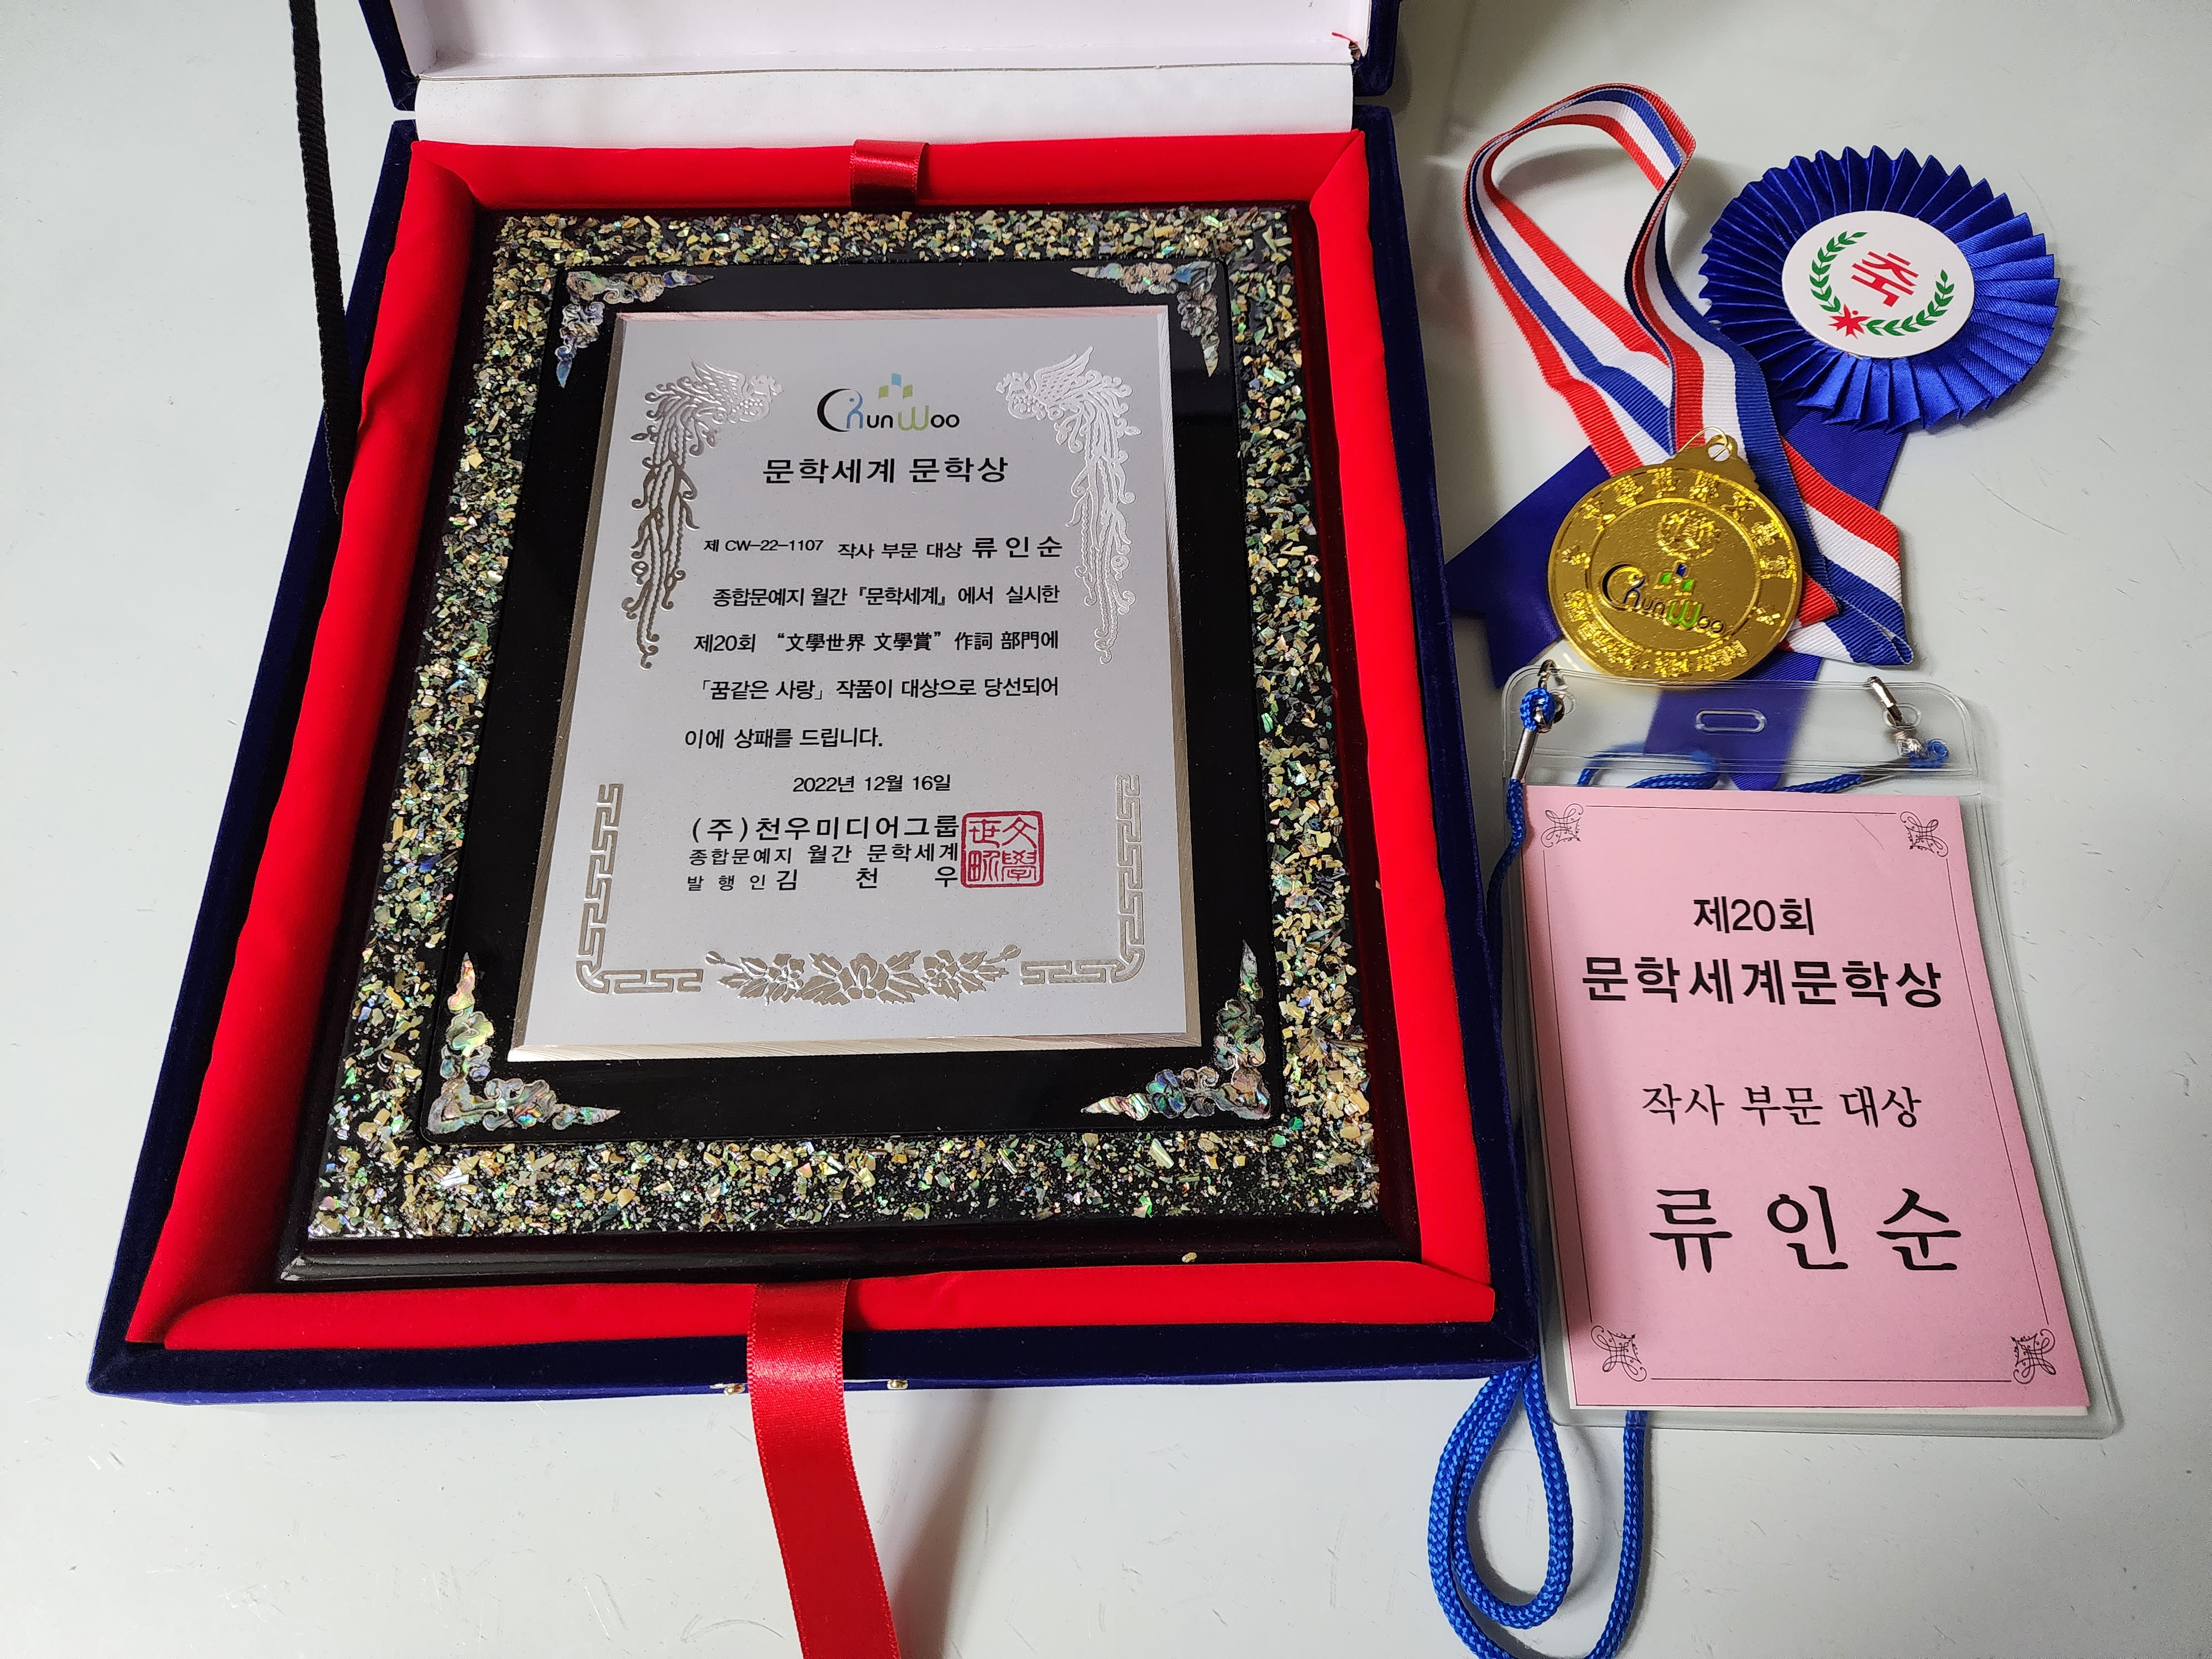 Chun Woo
문학세계 문학상
제 CW-22-1107 작사 부문 대상 류인순
종합문예지 월간 『문학세계』 에서 실시한
제20회 “文學世界 文學賞” 作詞 部門에
「꿈같은 사랑」 작품이 대상으로 당선되어
이에 상패를 드립니다.
2022년 12월 16일
(주)천우미디어그룹
종합문예지 월간 문학세계
발 행 인 김 천 우
축
Chun Woo
제20회
문학세계문학상
작사 부문 대상
류 인 순